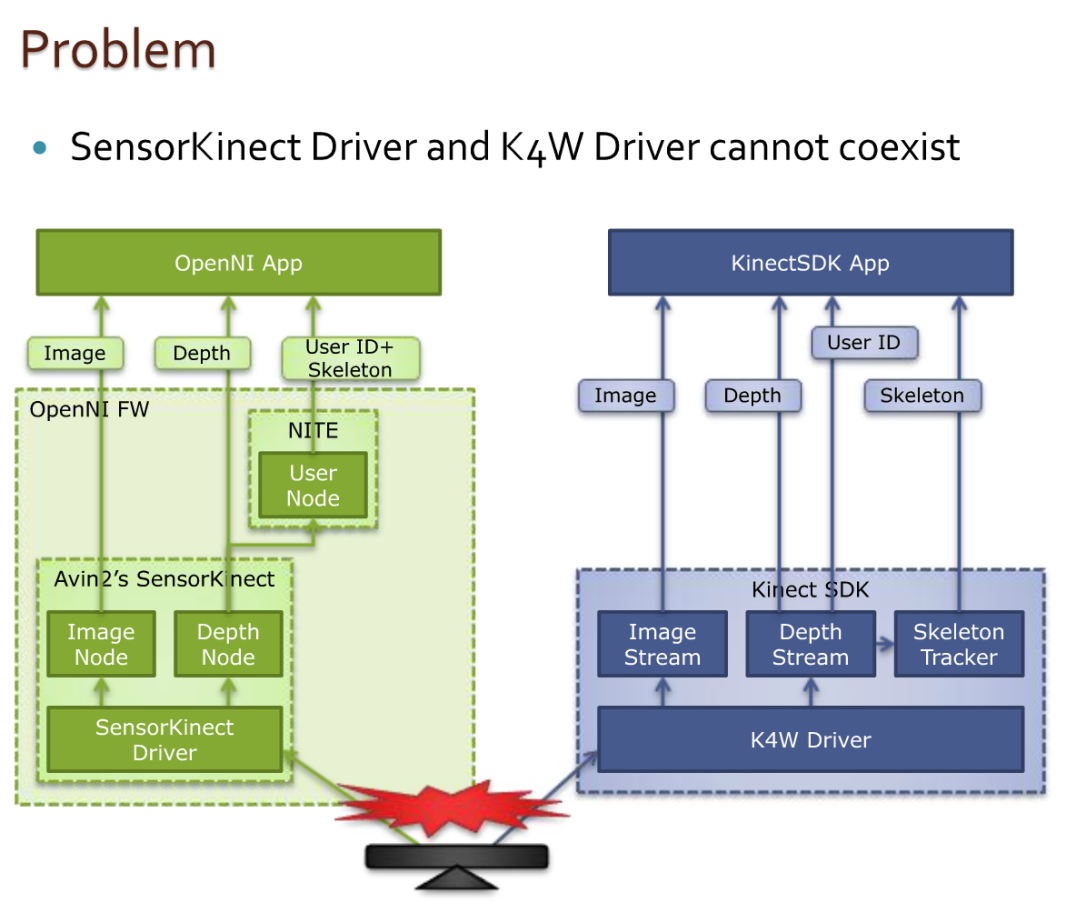 Problem
• SensorKinect Driver and K4W Driver cannot coexist
OpenNI App
Image
Depth
User ID+
Skeleton
OpenNI FW
NITE
User
Node
Avin2's SensorKinect
Image
Node
Depth
Node
SensorKinect
Driver
KinectSDK App
User ID
Image
Depth
Skeleton
Kinect SDK
Image
Stream
Depth
Stream
Skeleton
Tracker
K4W Driver